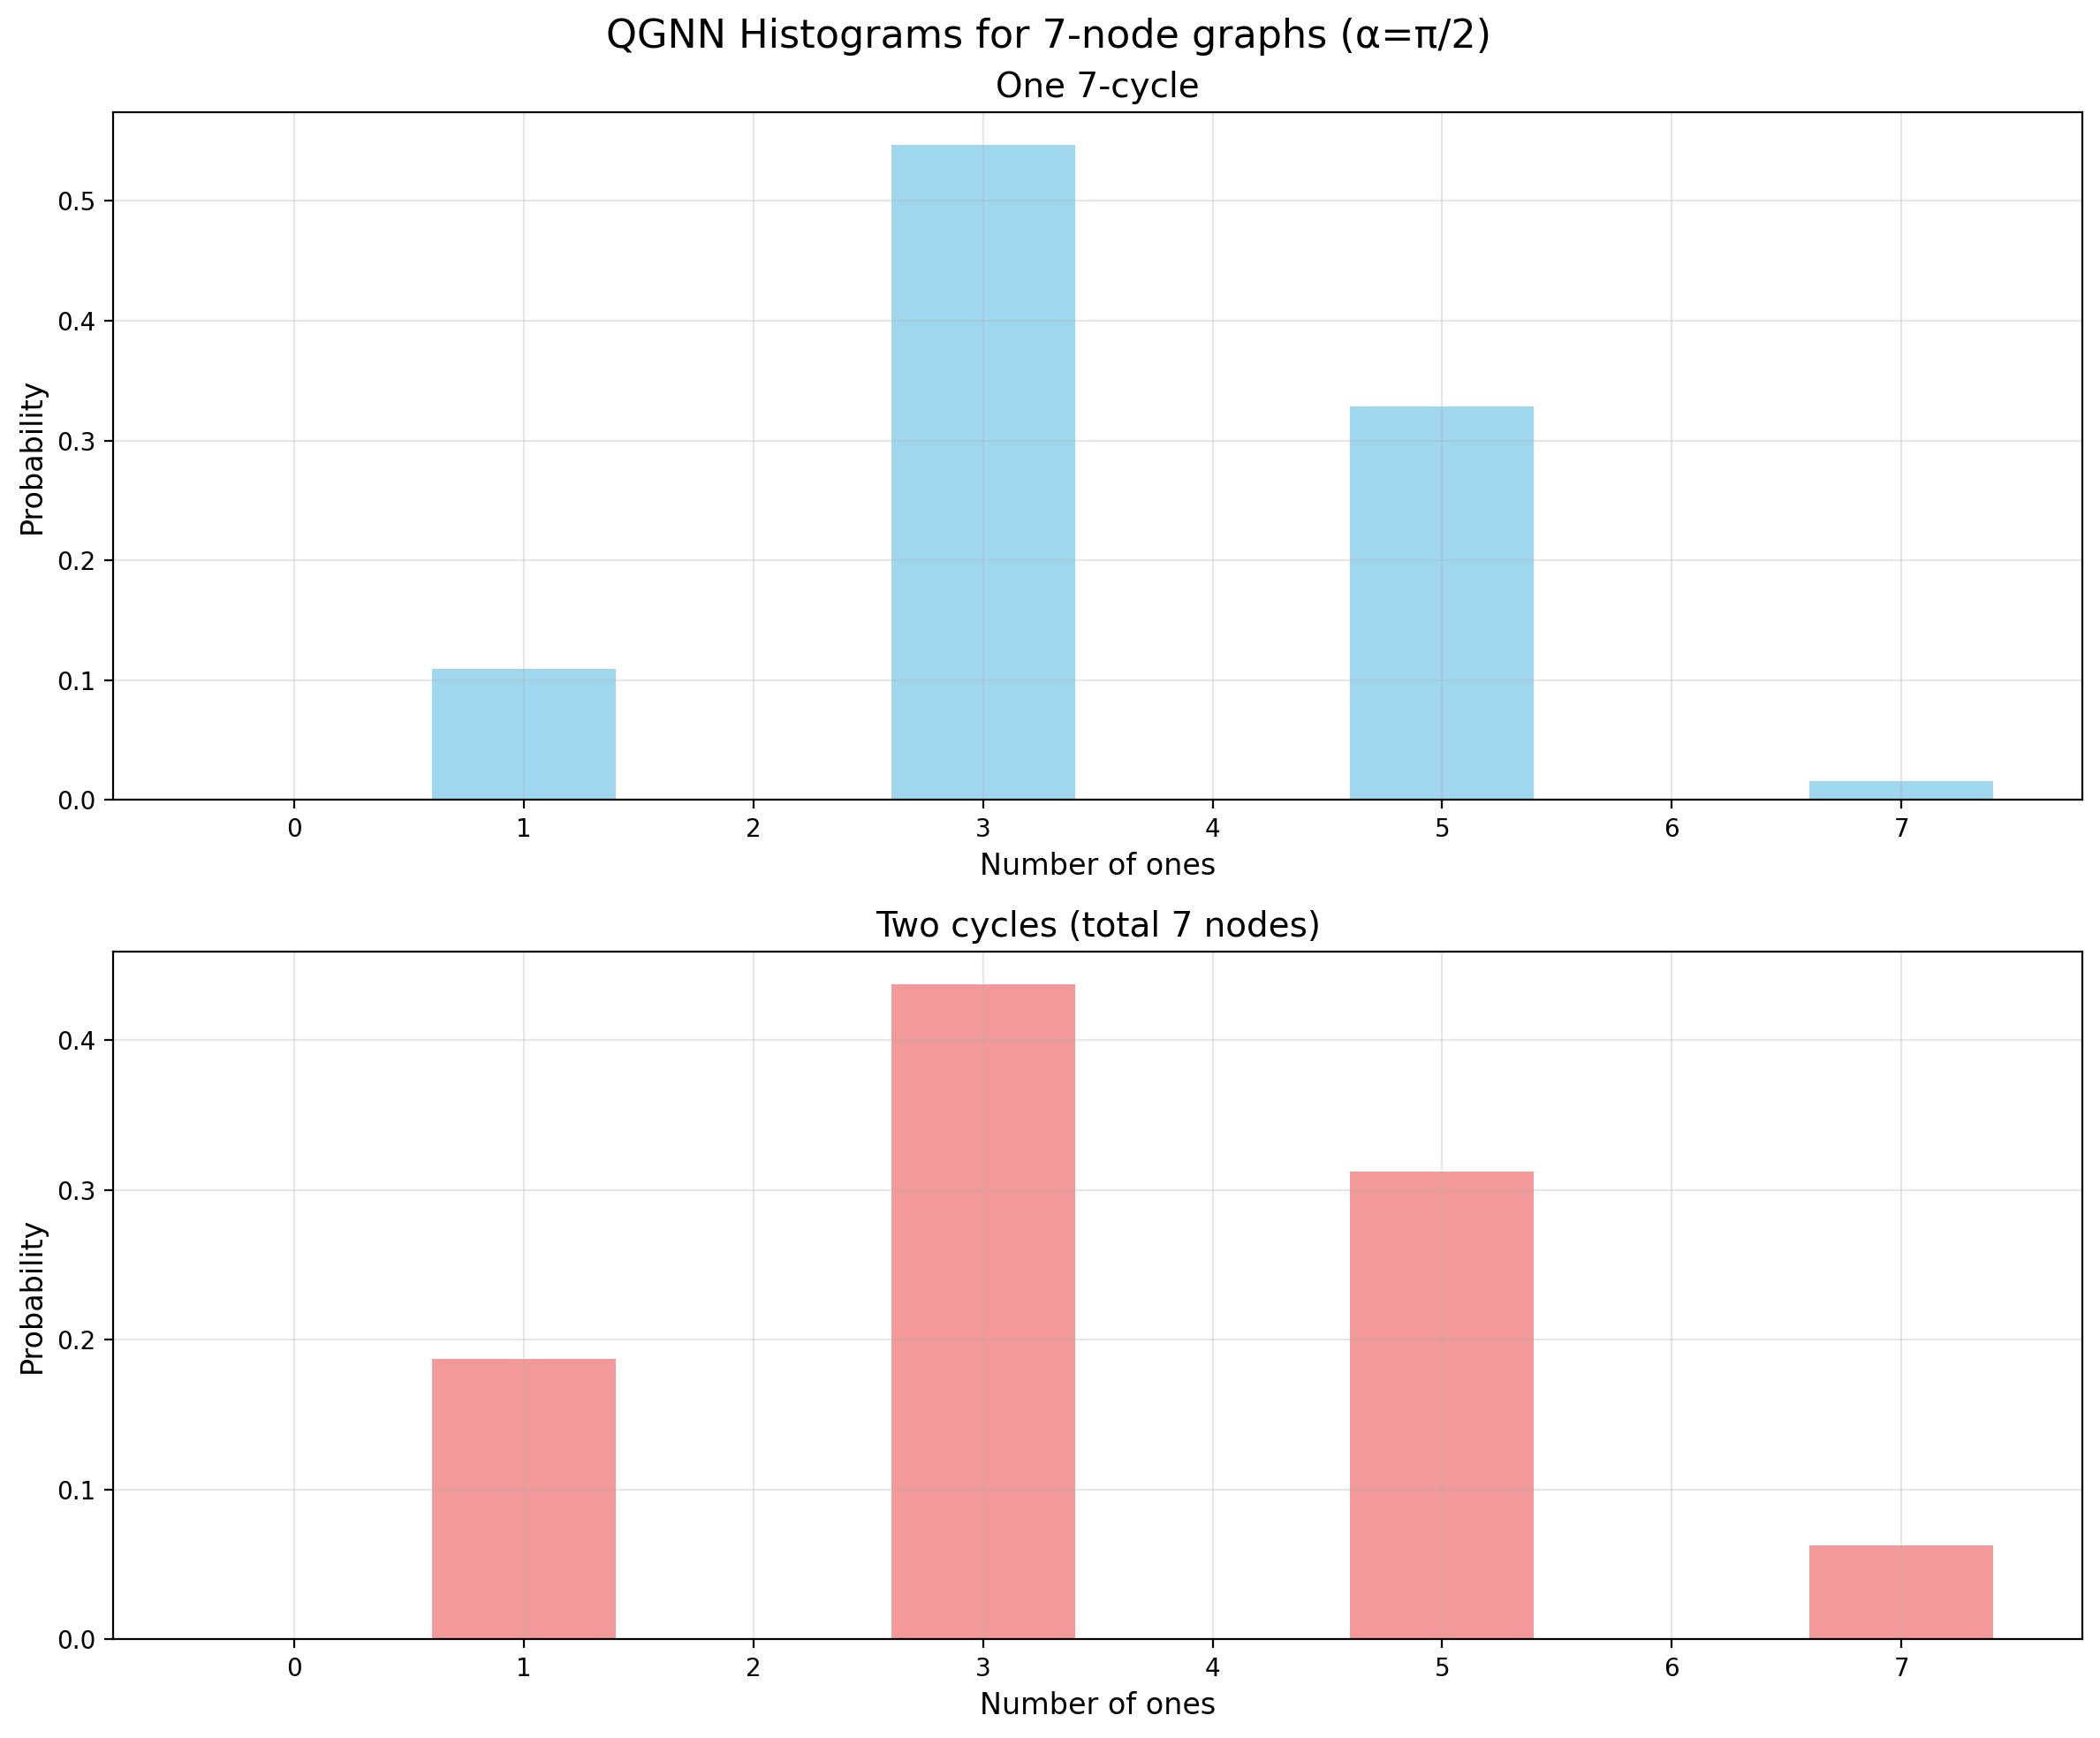 QGNN Histograms for 7-node graphs (α=π/2)
One 7-cycle
Probability
0.5
0.4
0.3
0.2
0.1
0.0
0 1 2 3 4 5 6 7
Number of ones
Two cycles (total 7 nodes)
Probability
0.4
0.3
0.2
0.1
0.0
0 1 2 3 4 5 6 7
Number of ones